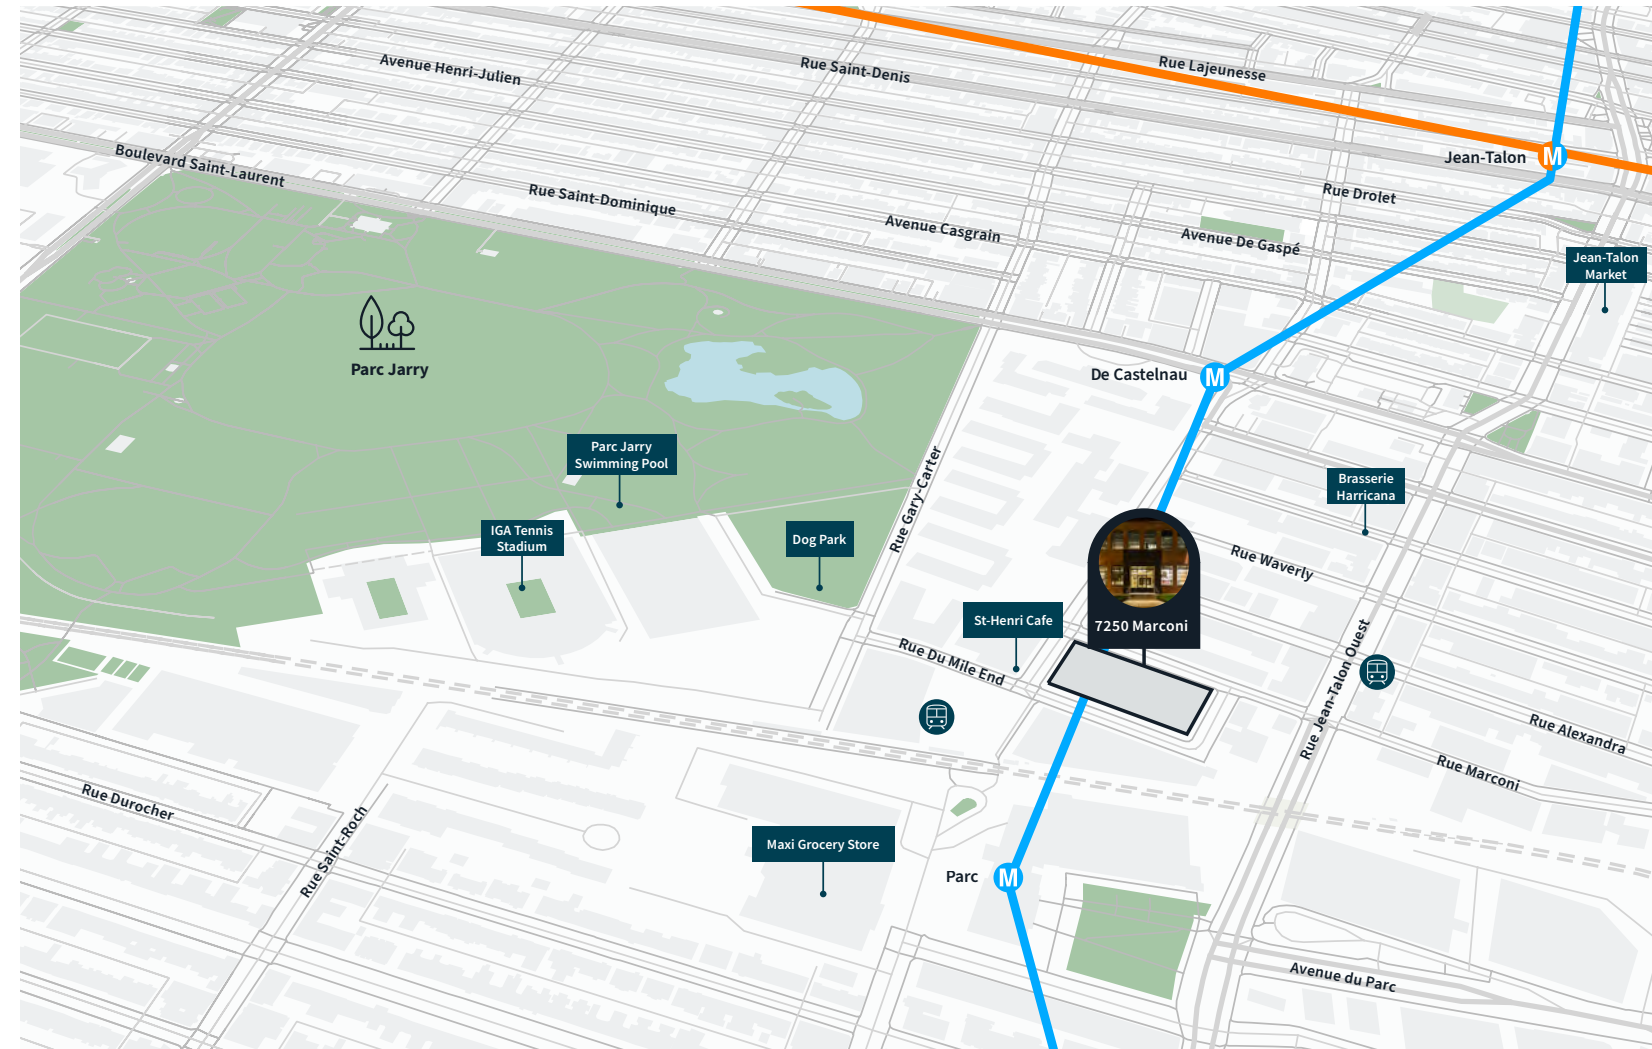 Avenue Henri-Julien
Rue Saint-Denis
Rue Lajeunesse
Boulevard Saint-Laurent
Jean-Talon
M
Rue Saint-Dominique
Rue Drolet
Avenue Casgrain
Avenue De Gaspé
Jean-Talon
Market
Parc Jarry
De Castelnau
M
Parc Jarry
Swimming Pool
Rue Gary-Carter
Brasserie
Harricana
IGA Tennis
Stadium
Dog Park
Rue Waverly
St-Henri Cafe
7250 Marconi
Rue Du Mile End
Rue Jean-Talon Ouest
Rue Alexandra
Rue Marconi
Rue Durocher
Rue Saint-Roch
Maxi Grocery Store
Parc
M
Avenue du Parc